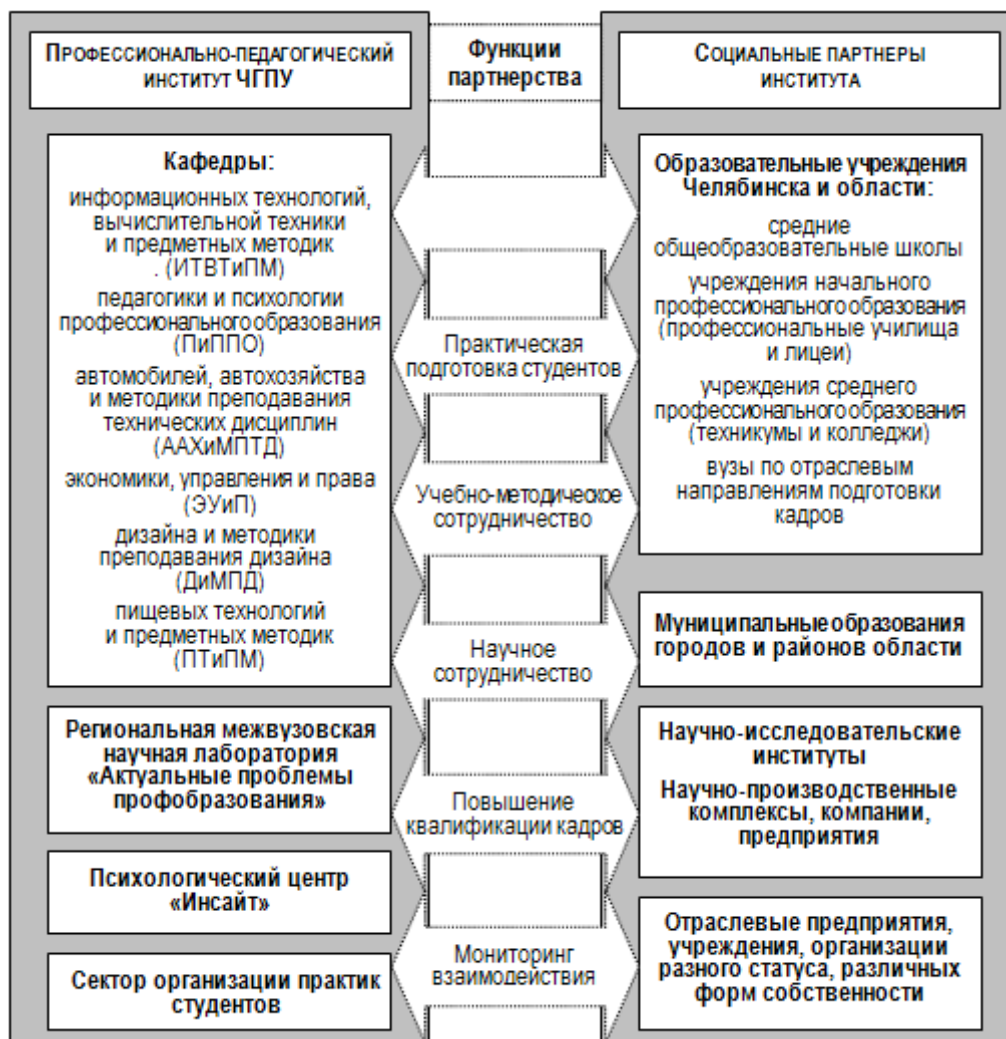 ПРОФЕССИОНАЛЬНО-ПЕДАГОГИЧЕСКИЙ
ИНСТИТУТ ЧГПУ
Кафедры:
информационных технологий,
вычислительной техники
и предметных методик
. (ИТВТиПМ)
педагогики и психологии
профессионального образования
(ПиППО)
автомобилей, автохозяйства
и методики преподавания
технических дисциплин
(ААХиМПТД)
экономики, управления и права
(ЭУиП)
дизайна и методики
преподавания дизайна
(ДиМПД)
пищевых технологий
и предметных методик
(ПТиПМ)
Региональная межвузовская
научная лаборатория
«Актуальные проблемы
профобразования»
Психологический центр
«Инсайт»
Сектор организации практик
студентов
Функции
партнерства
Практическая
подготовка студентов
Учебно-методическое
сотрудничество
Научное
сотрудничество
Повышение
квалификации кадров
Мониторинг
взаимодействия
СОЦИАЛЬНЫЕ ПАРТНЕРЫ
ИНСТИТУТА
Образовательные учреждения
Челябинска и области:
средние
общеобразовательные школы
учреждения начального
профессионального образования
(профессиональные училища
и лицеи)
учреждения среднего
профессионального образования
(техникумы и колледжи)
вузы по отраслевым
направлениям подготовки
кадров
Муниципальные образования
городов и районов области
Научно-исследовательские
институты
Научно-производственные
комплексы, компании,
предприятия
Отраслевые предприятия,
учреждения, организации
разного статуса, различных
форм собственности